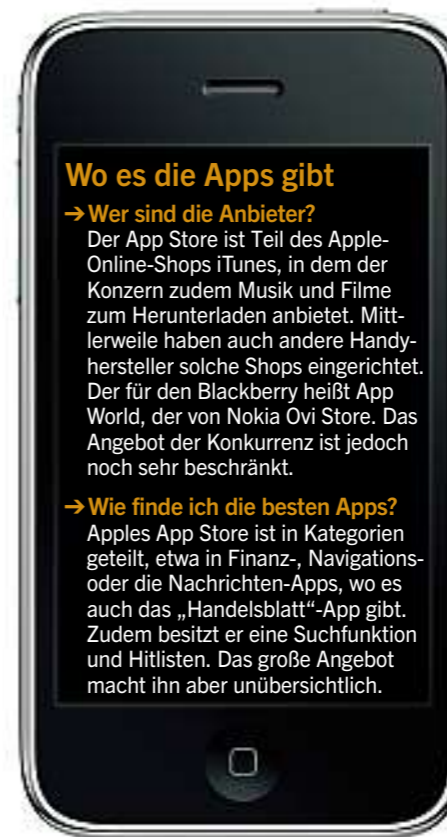 Wo es die Apps gibt
→Wer sind die Anbieter?
Der App Store ist Teil des Apple-
Online-Shops iTunes, in dem der
Konzern zudem Musik und Filme
zum Herunterladen anbietet. Mitt-
lerweile haben auch andere Handy-
hersteller solche Shops eingerichtet.
Der für den Blackberry heißt App
World, der von Nokia Ovi Store. Das
Angebot der Konkurrenz ist jedoch
noch sehr beschränkt.
→Wie finde ich die besten Apps?
Apples App Store ist in Kategorien
geteilt, etwa in Finanz-, Navigations-
oder die Nachrichten-Apps, wo es
auch das „Handelsblatt“-App gibt.
Zudem besitzt er eine Suchfunktion
und Hitlisten. Das große Angebot
macht ihn aber unübersichtlich.